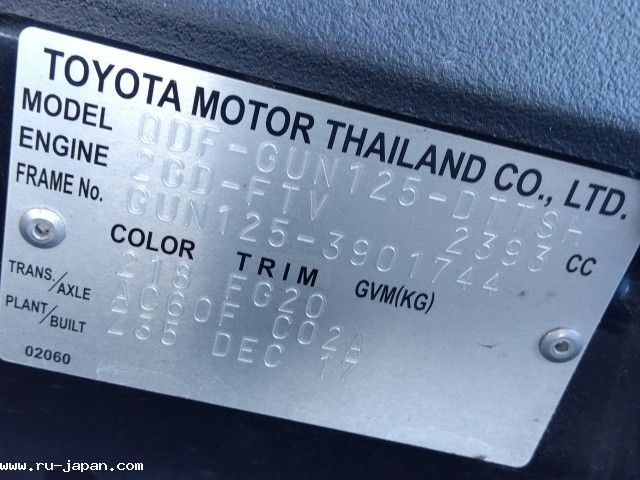 TOYOTA MOTOR THAILAND CO., LTD.
MODEL QDF-GUN125-DTTSH
ENGINE 2GD-FTV 2393 CC
FRAME No. GUN125-3901744
COLOR TRIM GVM(KG)
218 FG20
TRANS./AXLE AC60F C02A
PLANT/BUILT Z35 DEC 17
02060
www.ru-japan.com